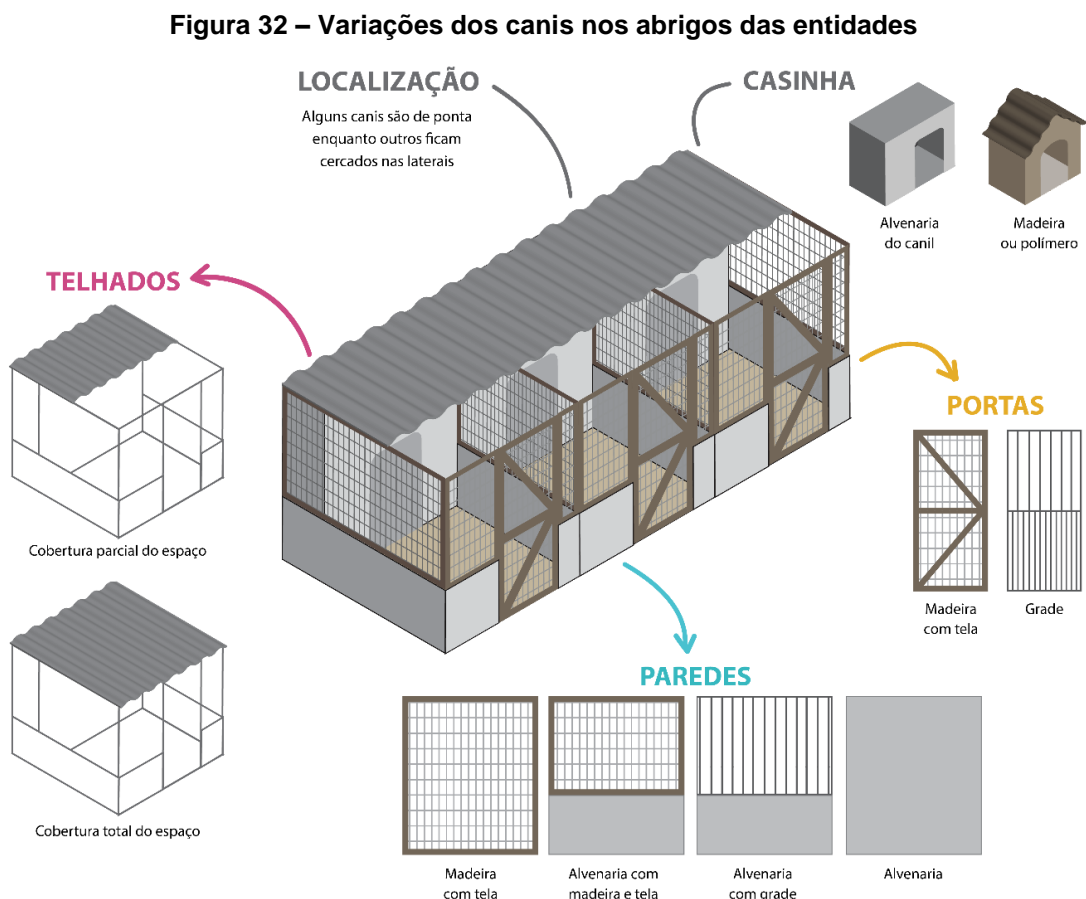 Figura 32 – Variações dos canis nos abrigos das entidades
LOCALIZAÇÃO
Alguns canis são de ponta
enquanto outros ficam
cercados nas laterais
CASINHA
Alvenaria
do canil
Madeira
ou polímero
TELHADOS
Cobertura parcial do espaço
Cobertura total do espaço
PORTAS
Madeira
com tela
Grade
PAREDES
Madeira
com tela
Alvenaria com
madeira e tela
Alvenaria
com grade
Alvenaria